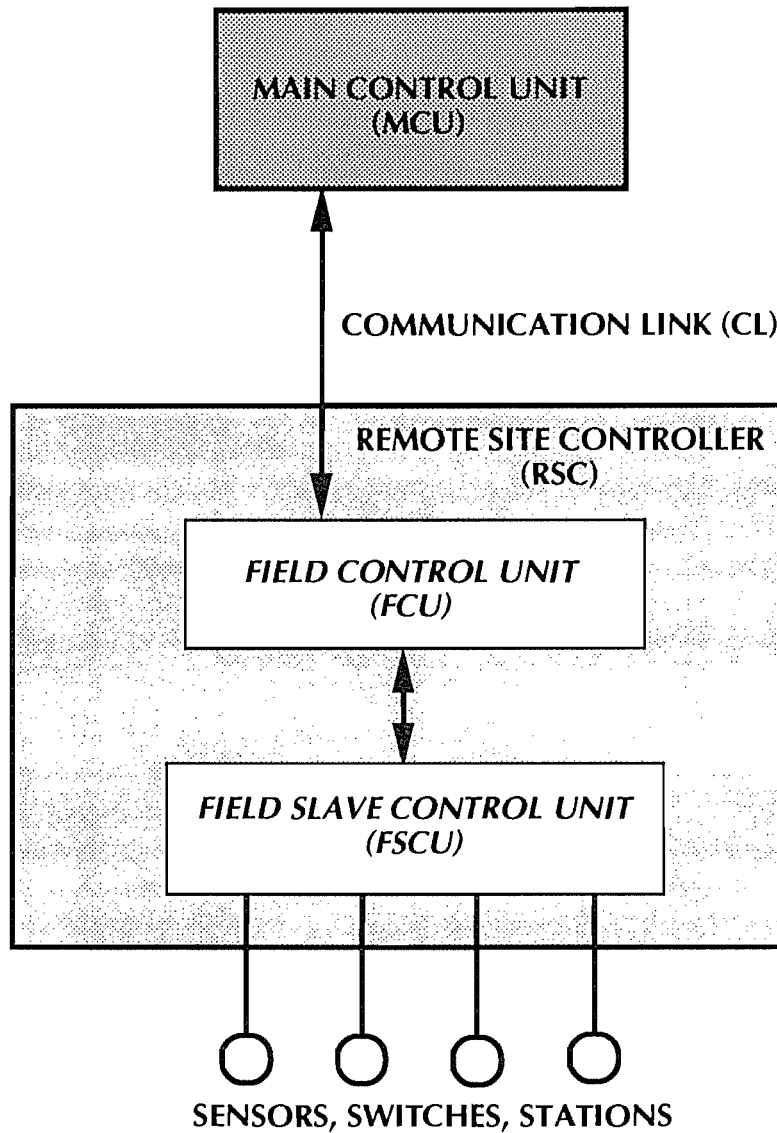 MAIN CONTROL UNIT
(MCU)
COMMUNICATION LINK (CL)
REMOTE SITE CONTROLLER
(RSC)
FIELD CONTROL UNIT
(FCU)
FIELD SLAVE CONTROL UNIT
(FSCU)
SENSORS, SWITCHES, STATIONS